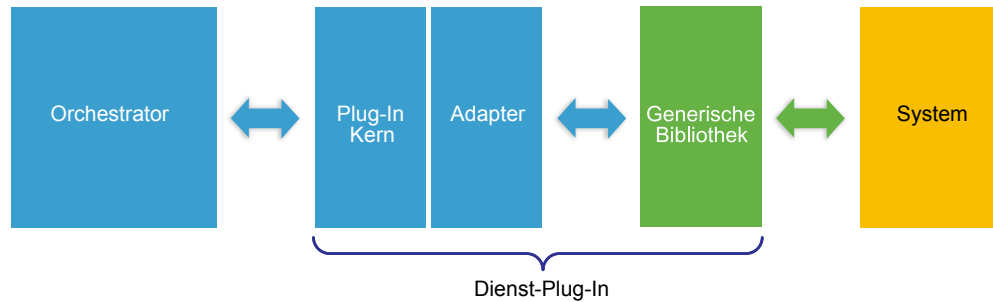 Orchestrator
Plug-In
Kern
Adapter
Generische
Bibliothek
System
Dienst-Plug-In